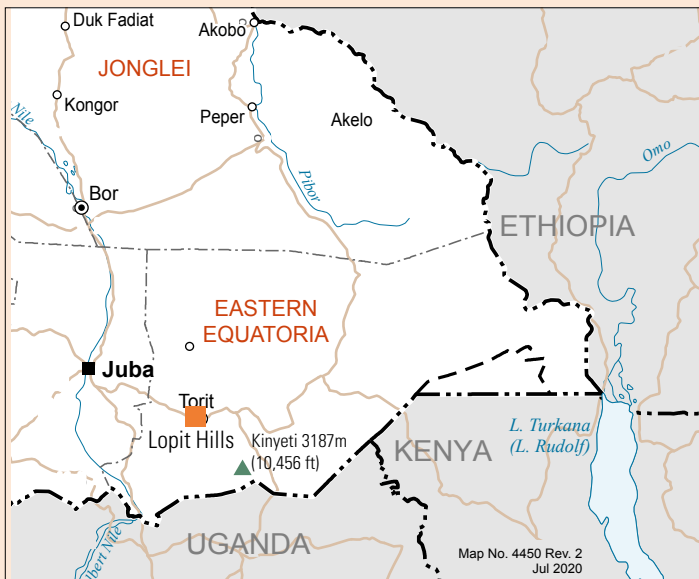 Duk Fadiat
Akobo
JONGLEI
Kongor
Peper
Akelo
Nile
Omo
Pibor
Bor
ETHIOPIA
EASTERN
EQUATORIA
Juba
Torit
Lopit Hills
Kinyeti 3187m
(10,456 ft)
L. Turkana
(L. Rudolf)
KENYA
UGANDA
lbert Nile
Map No. 4450 Rev. 2
Jul 2020